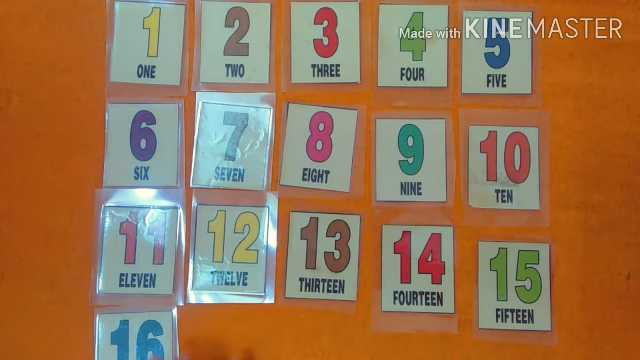 Made with KINEMASTER
1
ONE
2
TWO
3
THREE
4
FOUR
5
FIVE
6
SIX
7
SEVEN
8
EIGHT
9
NINE
10
TEN
11
ELEVEN
12
TWELVE
13
THIRTEEN
14
FOURTEEN
15
FIFTEEN
16